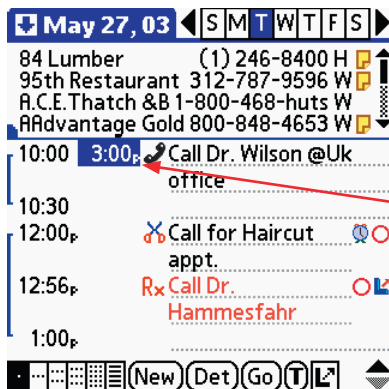 May 27, 03 S M T W T F S
84 Lumber (1) 246-8400 H
95th Restaurant 312-787-9596 W
A.C.E.Thatch &B 1-800-468-huts W
AAdvantage Gold 800-848-4653 W
10:00 3:00p Call Dr. Wilson @Uk
office
10:30
12:00p Call for Haircut
appt.
12:56p Rx Call Dr.
Hammesfahr
1:00p
New Det Go T